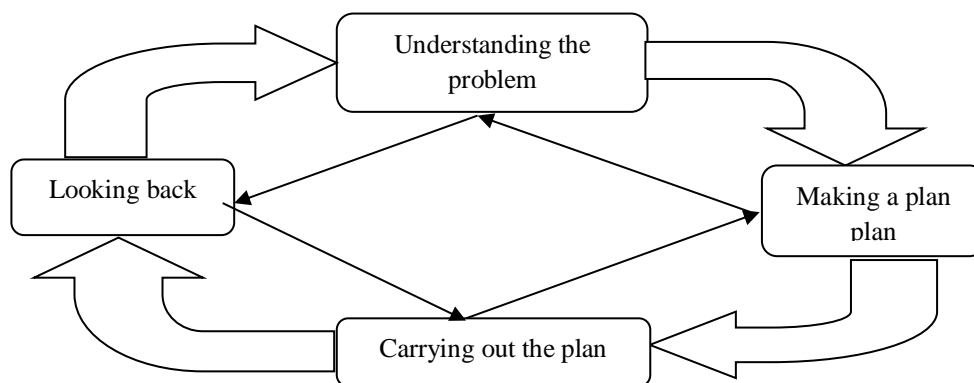 Understanding the
problem
Looking back
Making a plan
plan
Carrying out the plan